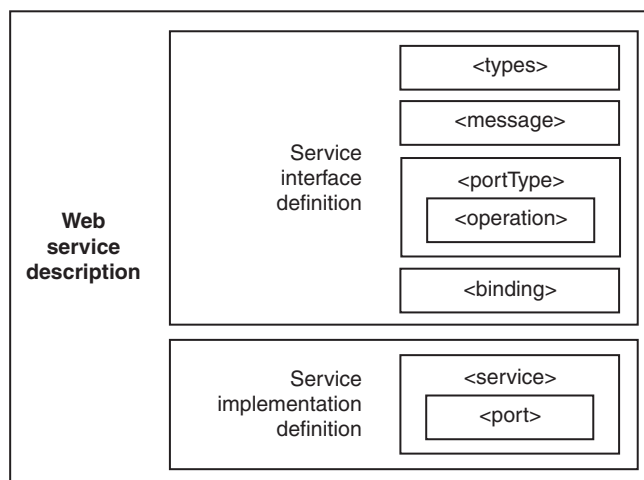 Web
service
description
Service
interface
definition
<types>
<message>
<portType>
<operation>
<binding>
Service
implementation
definition
<service>
<port>